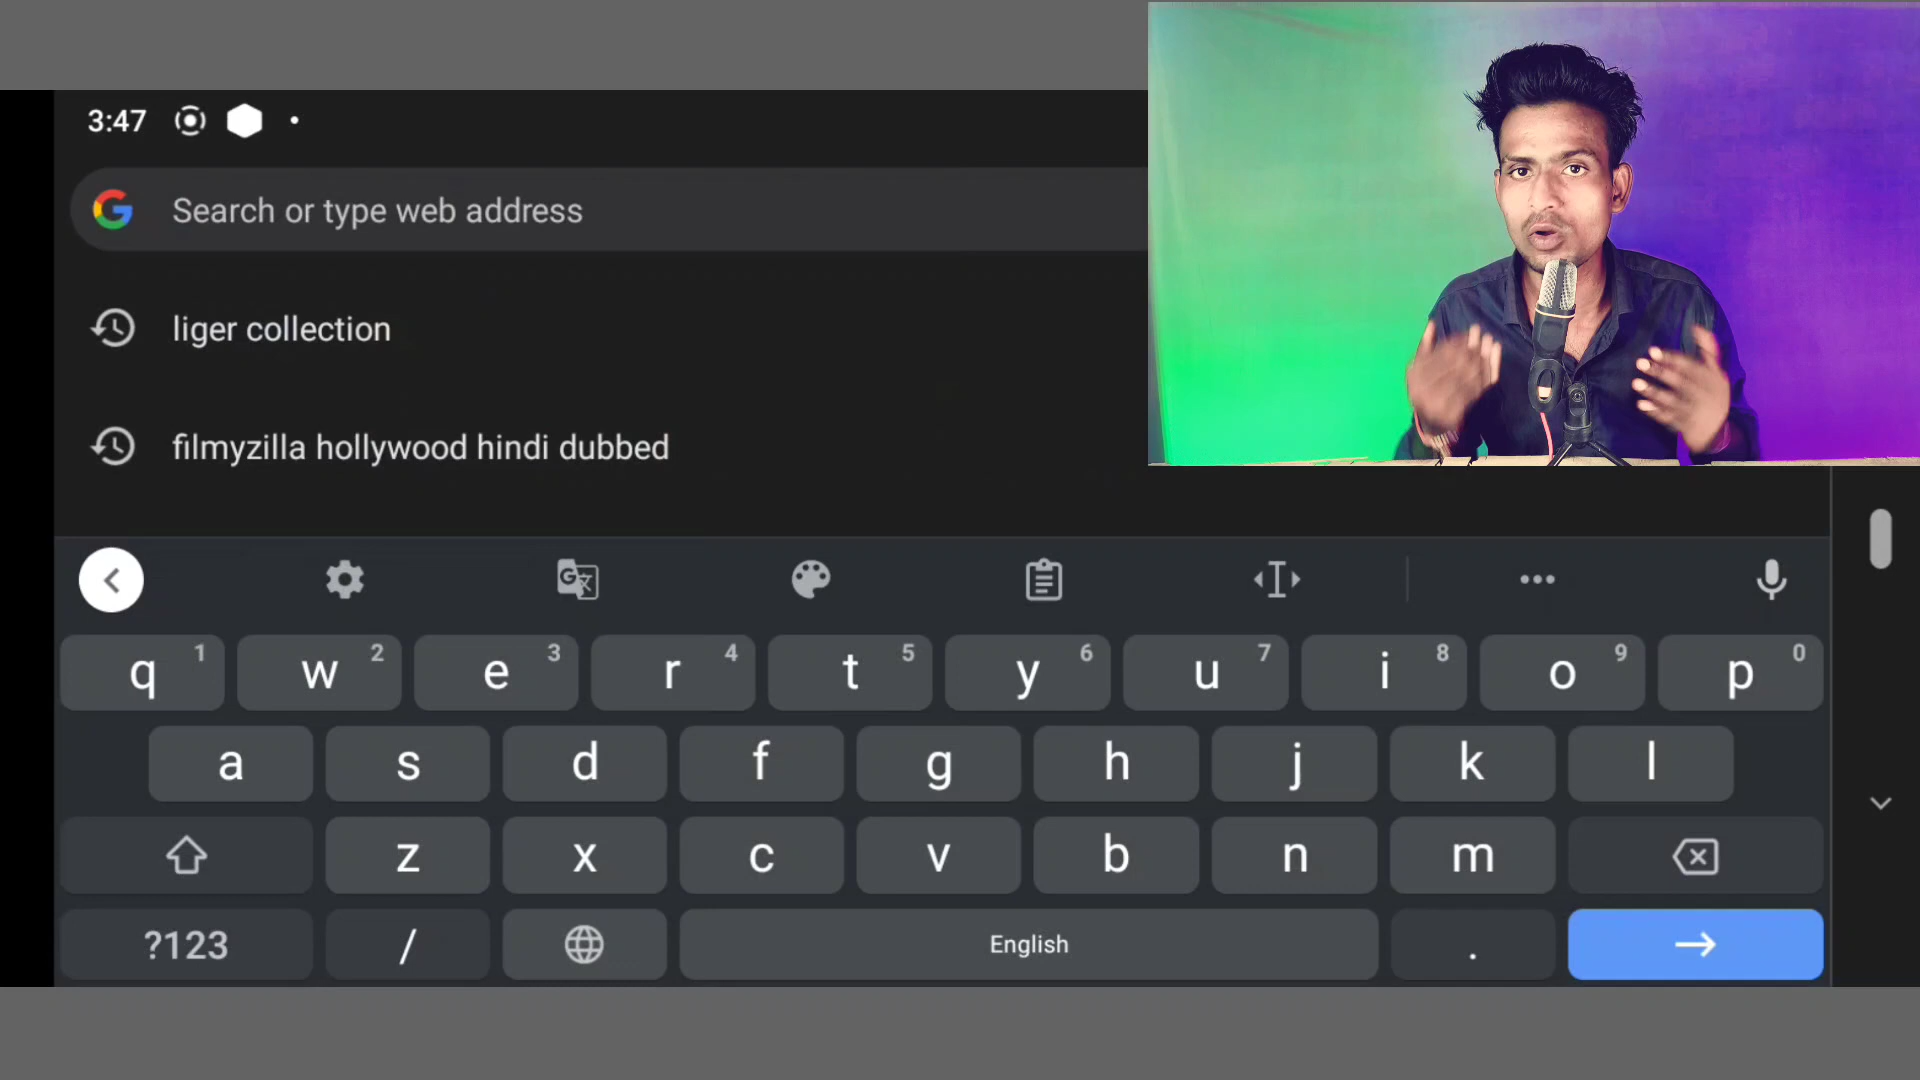 3:47
Search or type web address
liger collection
filmyzilla hollywood hindi dubbed
q 1 w 2 e 3 r 4 t 5 y 6 u 7 i 8 o 9 p 0
a s d f g h j k l
z x c v b n m
?123 / English .